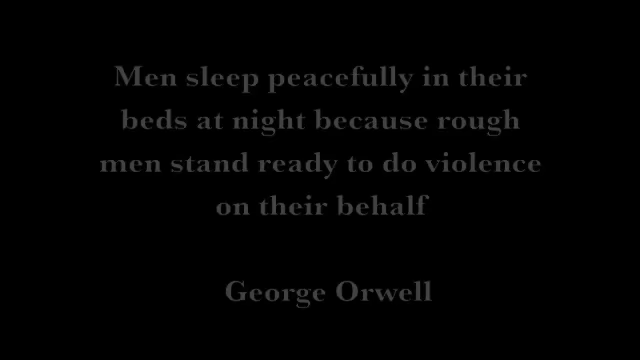 Men sleep peacefully in their
beds at night because rough
men stand ready to do violence
on their behalf
George Orwell